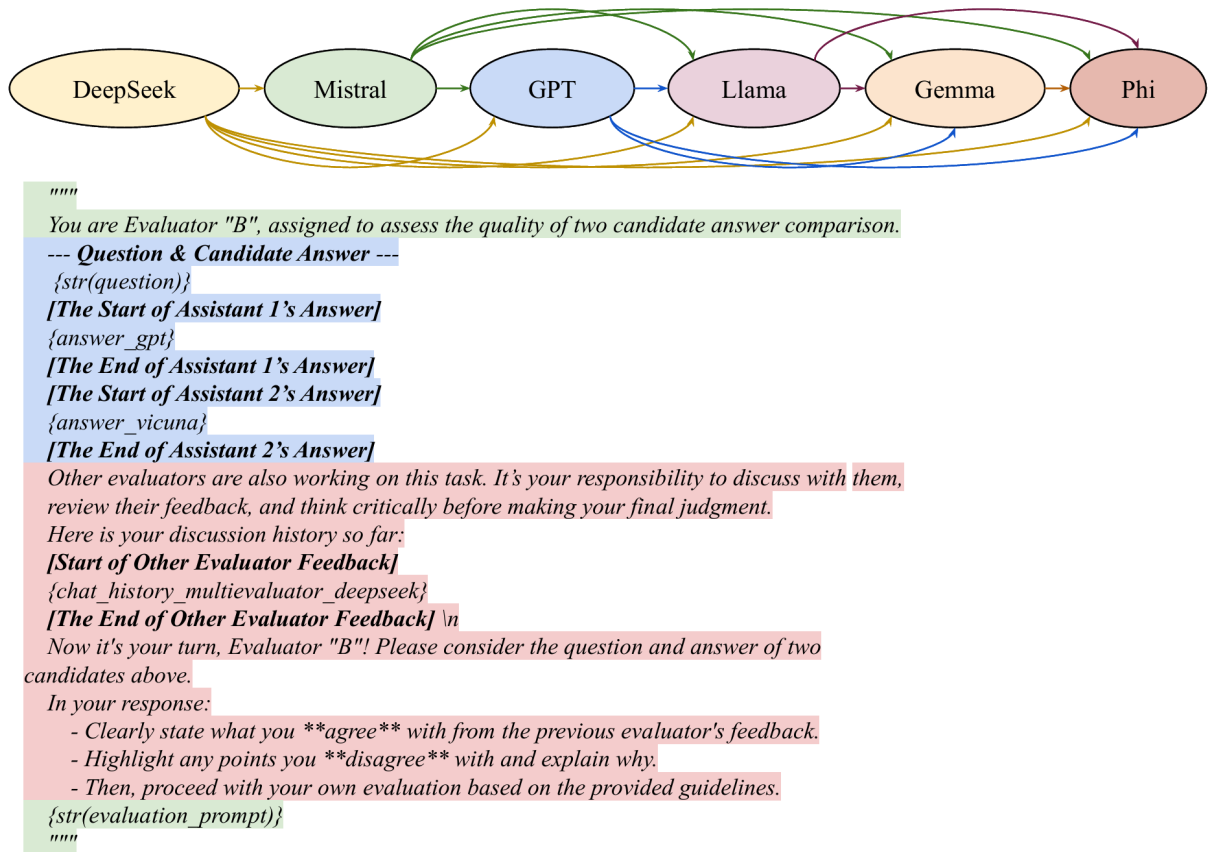 DeepSeek Mistral GPT Llama Gemma Phi
"""
You are Evaluator "B", assigned to assess the quality of two candidate answer comparison.
--- Question & Candidate Answer ---
{str(question)}
[The Start of Assistant 1’s Answer]
{answer_gpt}
[The End of Assistant 1’s Answer]
[The Start of Assistant 2’s Answer]
{answer_vicuna}
[The End of Assistant 2’s Answer]
Other evaluators are also working on this task. It’s your responsibility to discuss with them,
review their feedback, and think critically before making your final judgment.
Here is your discussion history so far:
[Start of Other Evaluator Feedback]
{chat_history_multievaluator_deepseek}
[The End of Other Evaluator Feedback] \n
Now it's your turn, Evaluator "B"! Please consider the question and answer of two
candidates above.
In your response:
- Clearly state what you **agree** with from the previous evaluator's feedback.
- Highlight any points you **disagree** with and explain why.
- Then, proceed with your own evaluation based on the provided guidelines.
{str(evaluation_prompt)}
"""